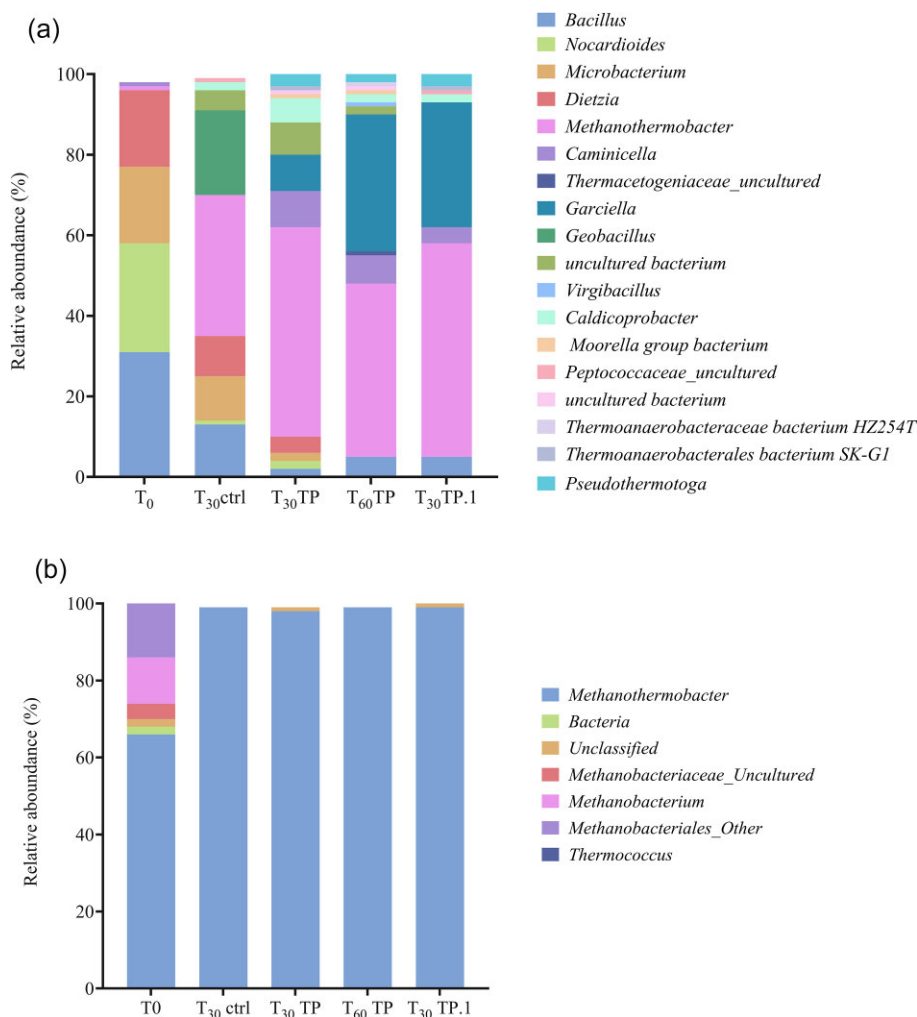 (a)
Relative aboundance (%)
100
80
60
40
20
0
T₀
T₃₀ctrl
T₃₀TP
T₆₀TP
T₃₀TP.1
Bacillus
Nocardioides
Microbacterium
Dietzia
Methanothermobacter
Caminicella
Thermacetogeniaceae_uncultured
Garciella
Geobacillus
uncultured bacterium
Virgibacillus
Caldicoprobacter
Moorella group bacterium
Peptococcaceae_uncultured
uncultured bacterium
Thermoanaerobacteraceae bacterium HZ254T
Thermoanaerobacterales bacterium SK-G1
Pseudothermotoga
(b)
Relative aboundance (%)
100
80
60
40
20
0
T0
T₃₀ ctrl
T₃₀ TP
T₆₀ TP
T₃₀ TP.1
Methanothermobacter
Bacteria
Unclassified
Methanobacteriaceae_Uncultured
Methanobacterium
Methanobacteriales_Other
Thermococcus